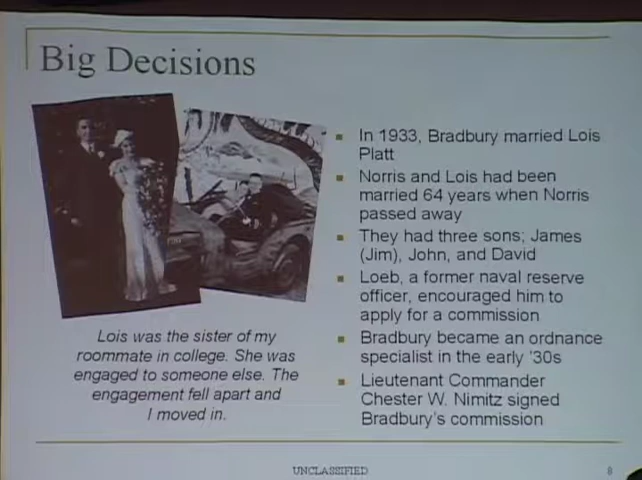 Big Decisions
In 1933, Bradbury married Lois
Platt
Norris and Lois had been
married 64 years when Norris
passed away
They had three sons; James
(Jim), John, and David
Loeb, a former naval reserve
officer, encouraged him to
apply for a commission
Bradbury became an ordnance
specialist in the early '30s
Lieutenant Commander
Chester W. Nimitz signed
Bradbury's commission
Lois was the sister of my
roommate in college. She was
engaged to someone else. The
engagement fell apart and
I moved in.
UNCLASSIFIED
8